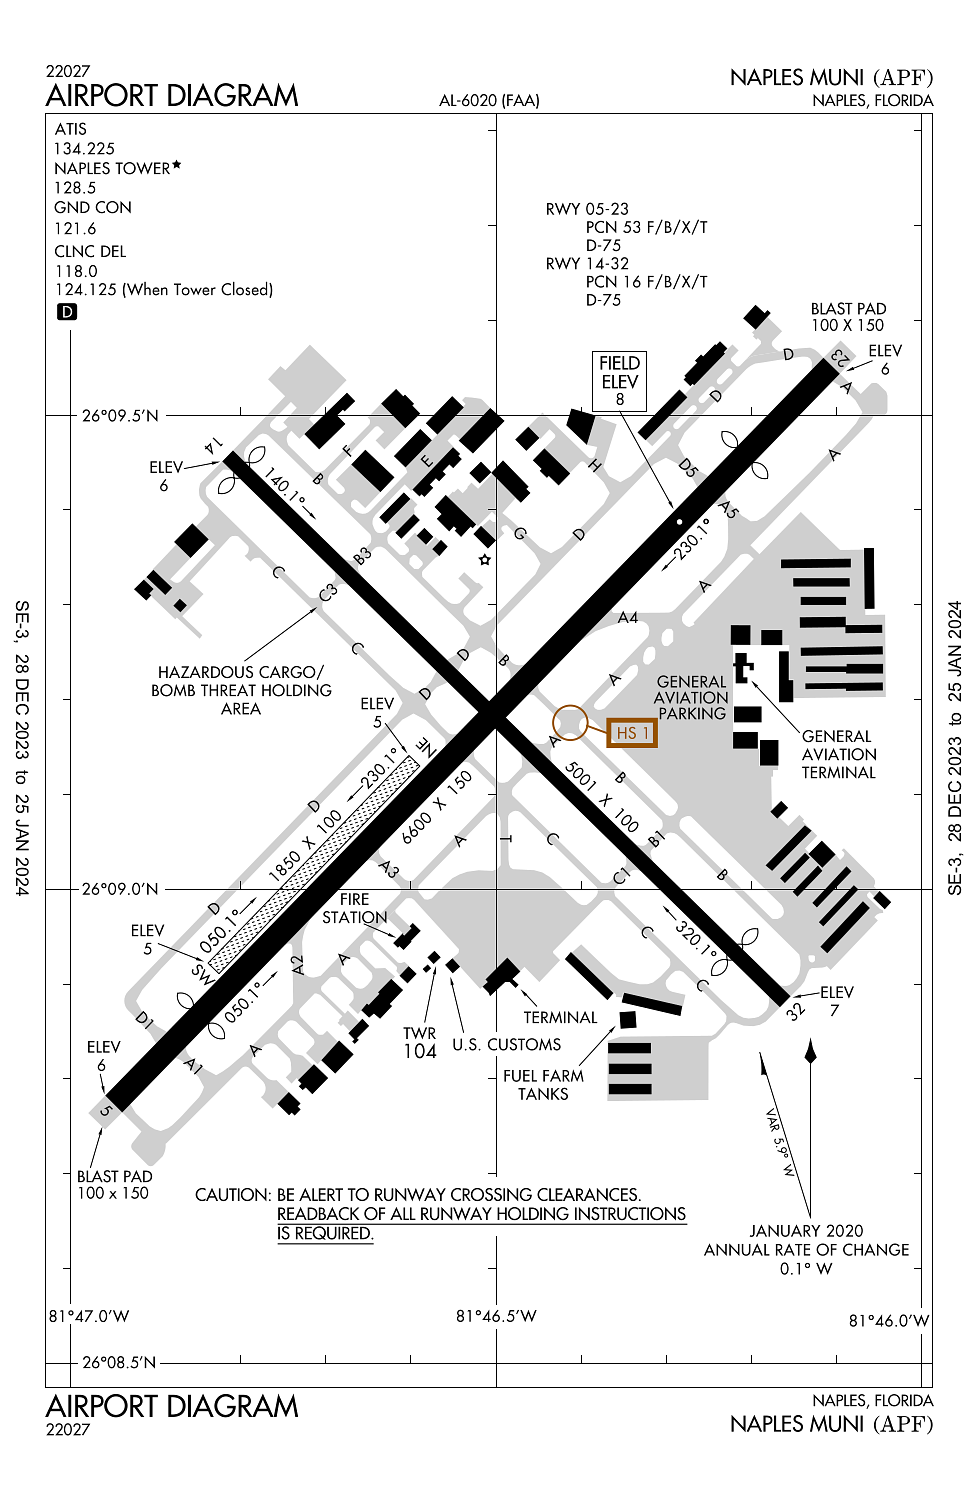 22027
AIRPORT DIAGRAM
AL-6020 (FAA)
NAPLES MUNI (APF)
NAPLES, FLORIDA
ATIS
134.225
NAPLES TOWER★
128.5
GND CON
121.6
CLNC DEL
118.0
124.125 (When Tower Closed)
D
RWY 05-23
PCN 53 F/B/X/T
D-75
RWY 14-32
PCN 16 F/B/X/T
D-75
BLAST PAD
100 X 150
23
ELEV
6
FIELD
ELEV
8
D
A
D
26°09.5'N
14
ELEV
6
140.1°
B
F
E
H
D5
A
A5
G
D
230.1°
B3
C
C3
A
A4
C
HAZARDOUS CARGO/
BOMB THREAT HOLDING
AREA
D
B
D
A
GENERAL
AVIATION
PARKING
ELEV
5
HS 1
A
NE
GENERAL
AVIATION
TERMINAL
230.1°
5001 X 100
B
D
1850 X 100
6600 X 150
A
T
C
B1
A3
C1
B
26°09.0'N
FIRE
STATION
D
050.1°
ELEV
5
SW
A2
A
C
320.1°
C
050.1°
D1
A
A1
TWR
104
U.S. CUSTOMS
TERMINAL
FUEL FARM
TANKS
ELEV
7
32
ELEV
6
5
BLAST PAD
100 x 150
VAR 5.9° W
JANUARY 2020
ANNUAL RATE OF CHANGE
0.1° W
CAUTION: BE ALERT TO RUNWAY CROSSING CLEARANCES.
READBACK OF ALL RUNWAY HOLDING INSTRUCTIONS
IS REQUIRED.
81°47.0'W
81°46.5'W
81°46.0'W
26°08.5'N
SE-3, 28 DEC 2023 to 25 JAN 2024
SE-3, 28 DEC 2023 to 25 JAN 2024
AIRPORT DIAGRAM
22027
NAPLES, FLORIDA
NAPLES MUNI (APF)